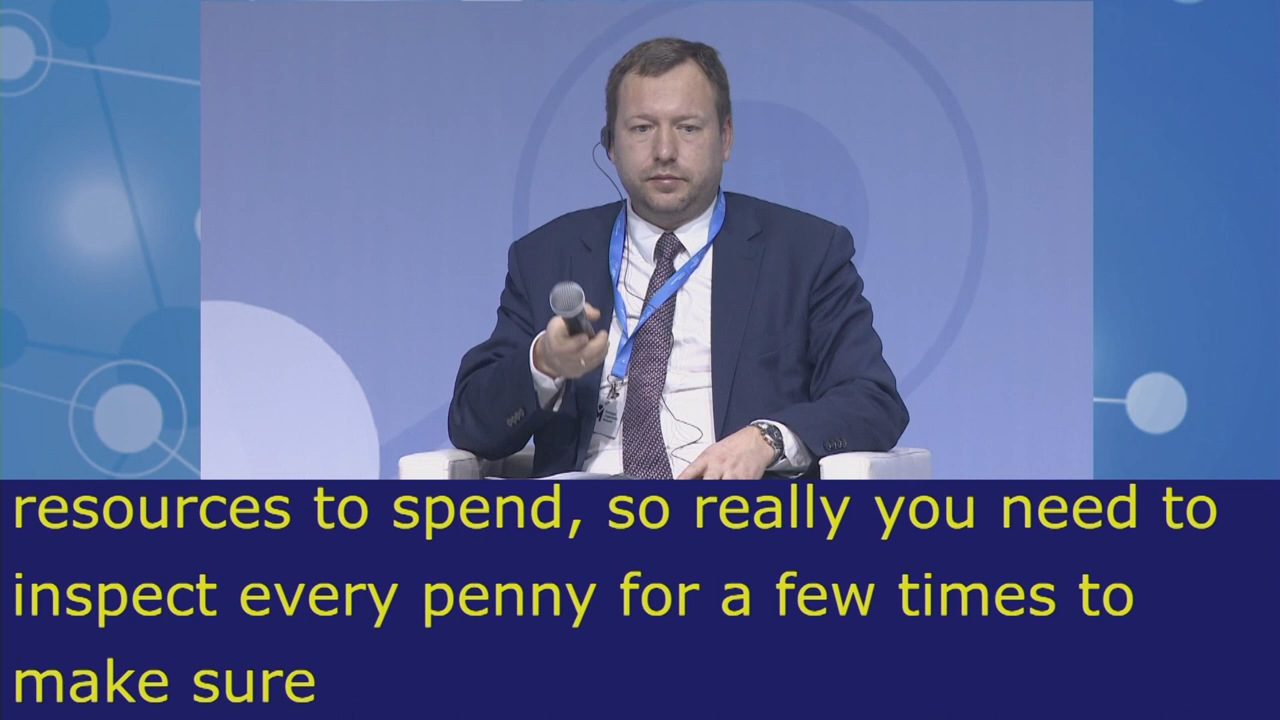 resources to spend, so really you need to
inspect every penny for a few times to
make sure